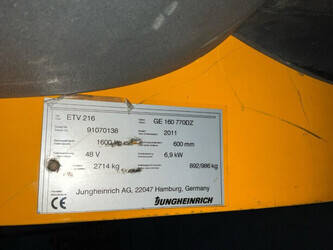 ETV 216 GE 160 770DZ
91070138 2011
1600 kg 600 mm
48 V 6,9 kW
2714 kg 892/986 kg
Jungheinrich AG, 22047 Hamburg, Germany
CE JUNGHEINRICH